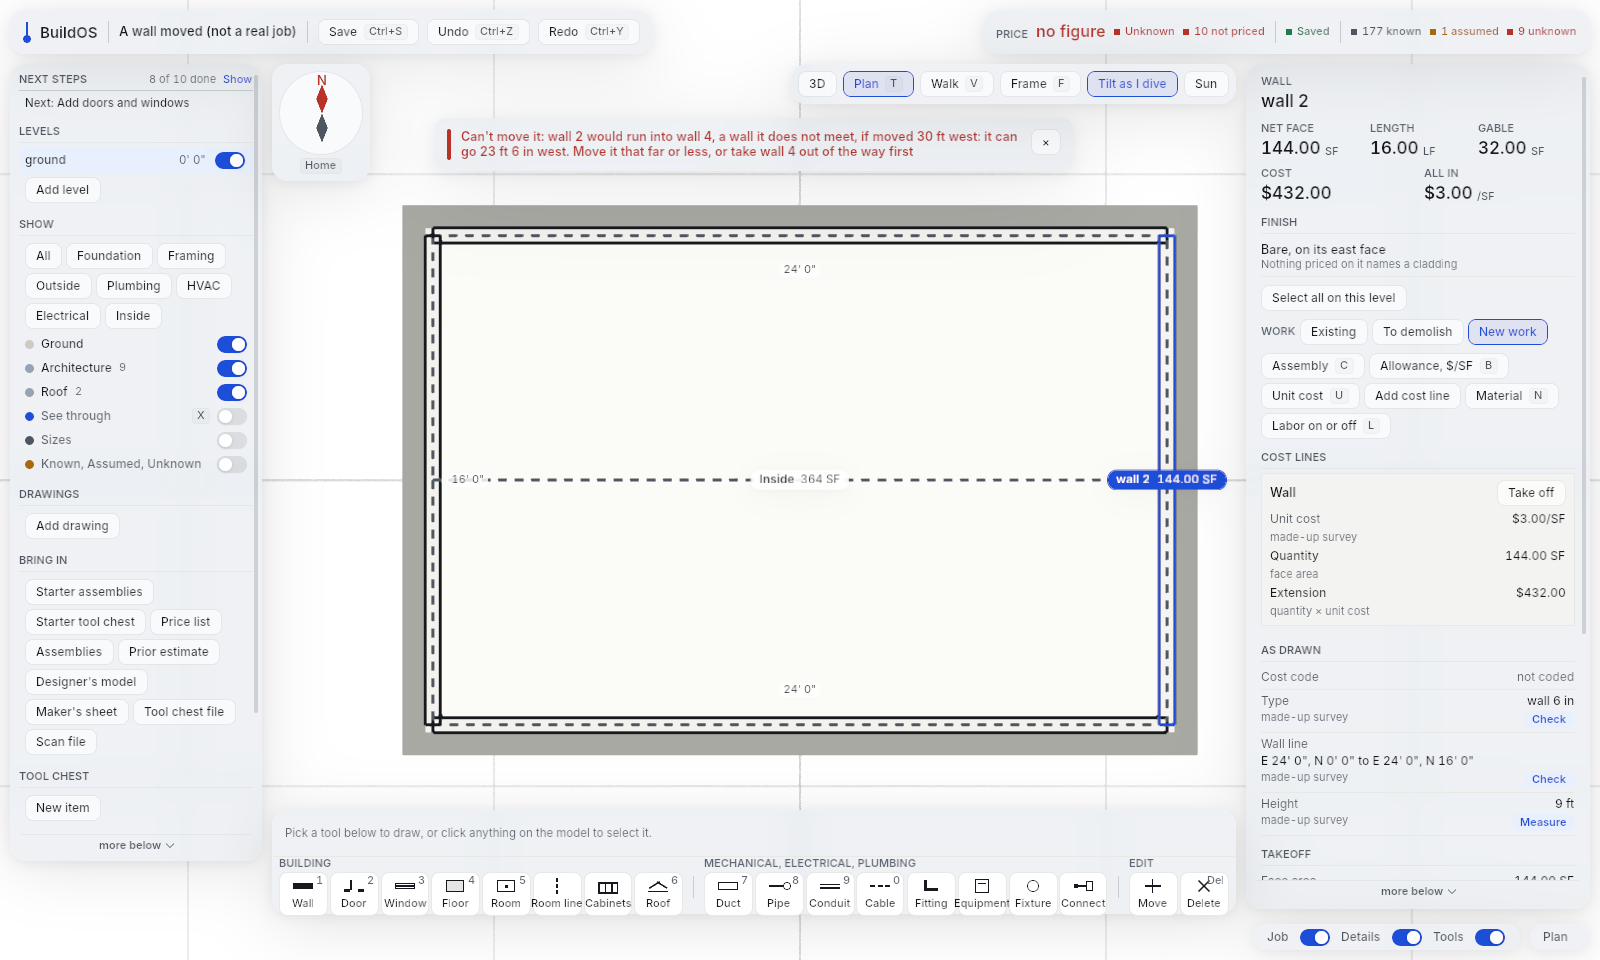 BuildOS
A wall moved (not a real job)
Save Ctrl+S
Undo Ctrl+Z
Redo Ctrl+Y
PRICE no figure
Unknown
10 not priced
Saved
177 known
1 assumed
9 unknown
NEXT STEPS
8 of 10 done Show
Next: Add doors and windows
LEVELS
ground 0' 0"
Add level
SHOW
All Foundation Framing
Outside Plumbing HVAC
Electrical Inside
Ground
Architecture 9
Roof 2
See through X
Sizes
Known, Assumed, Unknown
DRAWINGS
Add drawing
BRING IN
Starter assemblies
Starter tool chest Price list
Assemblies Prior estimate
Designer's model
Maker's sheet Tool chest file
Scan file
TOOL CHEST
New item
more below
N
Home
3D Plan T Walk V Frame F Tilt as I dive Sun
Can't move it: wall 2 would run into wall 4, a wall it does not meet, if moved 30 ft west: it can
go 23 ft 6 in west. Move it that far or less, or take wall 4 out of the way first
×
24' 0"
16' 0"
Inside 364 SF
wall 2 144.00 SF
24' 0"
Pick a tool below to draw, or click anything on the model to select it.
BUILDING
Wall 1
Door 2
Window 3
Floor 4
Room 5
Room line
Cabinets
Roof 6
MECHANICAL, ELECTRICAL, PLUMBING
Duct 7
Pipe 8
Conduit 9
Cable 0
Fitting
Equipment
Fixture
Connect
EDIT
Move
Delete Del
WALL
wall 2
NET FACE LENGTH GABLE
144.00 SF 16.00 LF 32.00 SF
COST ALL IN
$432.00 $3.00 /SF
FINISH
Bare, on its east face
Nothing priced on it names a cladding
Select all on this level
WORK Existing To demolish New work
Assembly C Allowance, $/SF B
Unit cost U Add cost line Material N
Labor on or off L
COST LINES
Wall Take off
Unit cost $3.00/SF
made-up survey
Quantity 144.00 SF
face area
Extension $432.00
quantity × unit cost
AS DRAWN
Cost code not coded
Type wall 6 in
made-up survey Check
Wall line
E 24' 0", N 0' 0" to E 24' 0", N 16' 0"
made-up survey Check
Height 9 ft
made-up survey Measure
TAKEOFF
Face area 144.00 SF
more below
Job Details Tools Plan